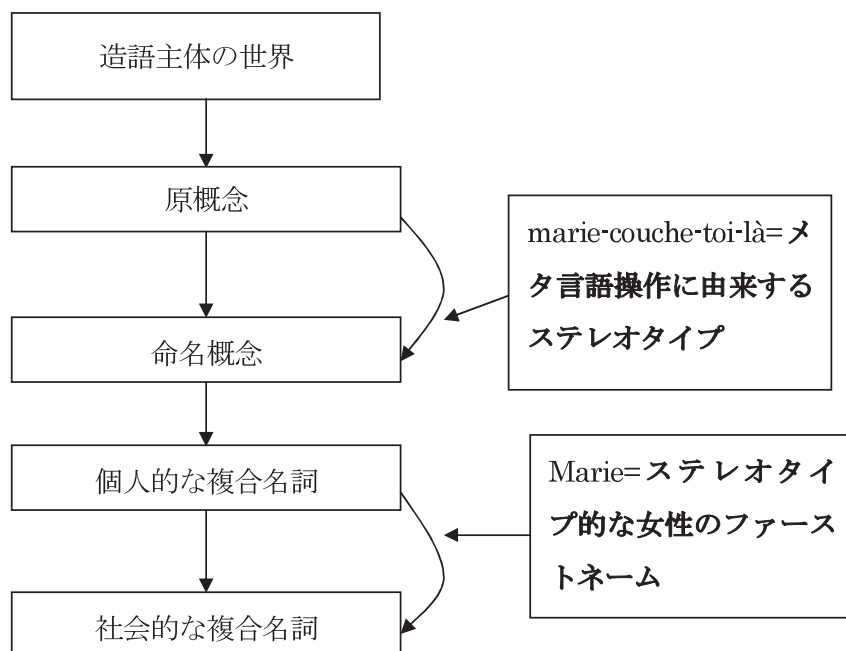 造語主体の世界
原概念
命名概念
個人的な複合名詞
社会的な複合名詞
marie-couche-toi-là=メ
タ言語操作に由来する
ステレオタイプ
Marie=ステレオタイ
プ的な女性のファース
トネーム